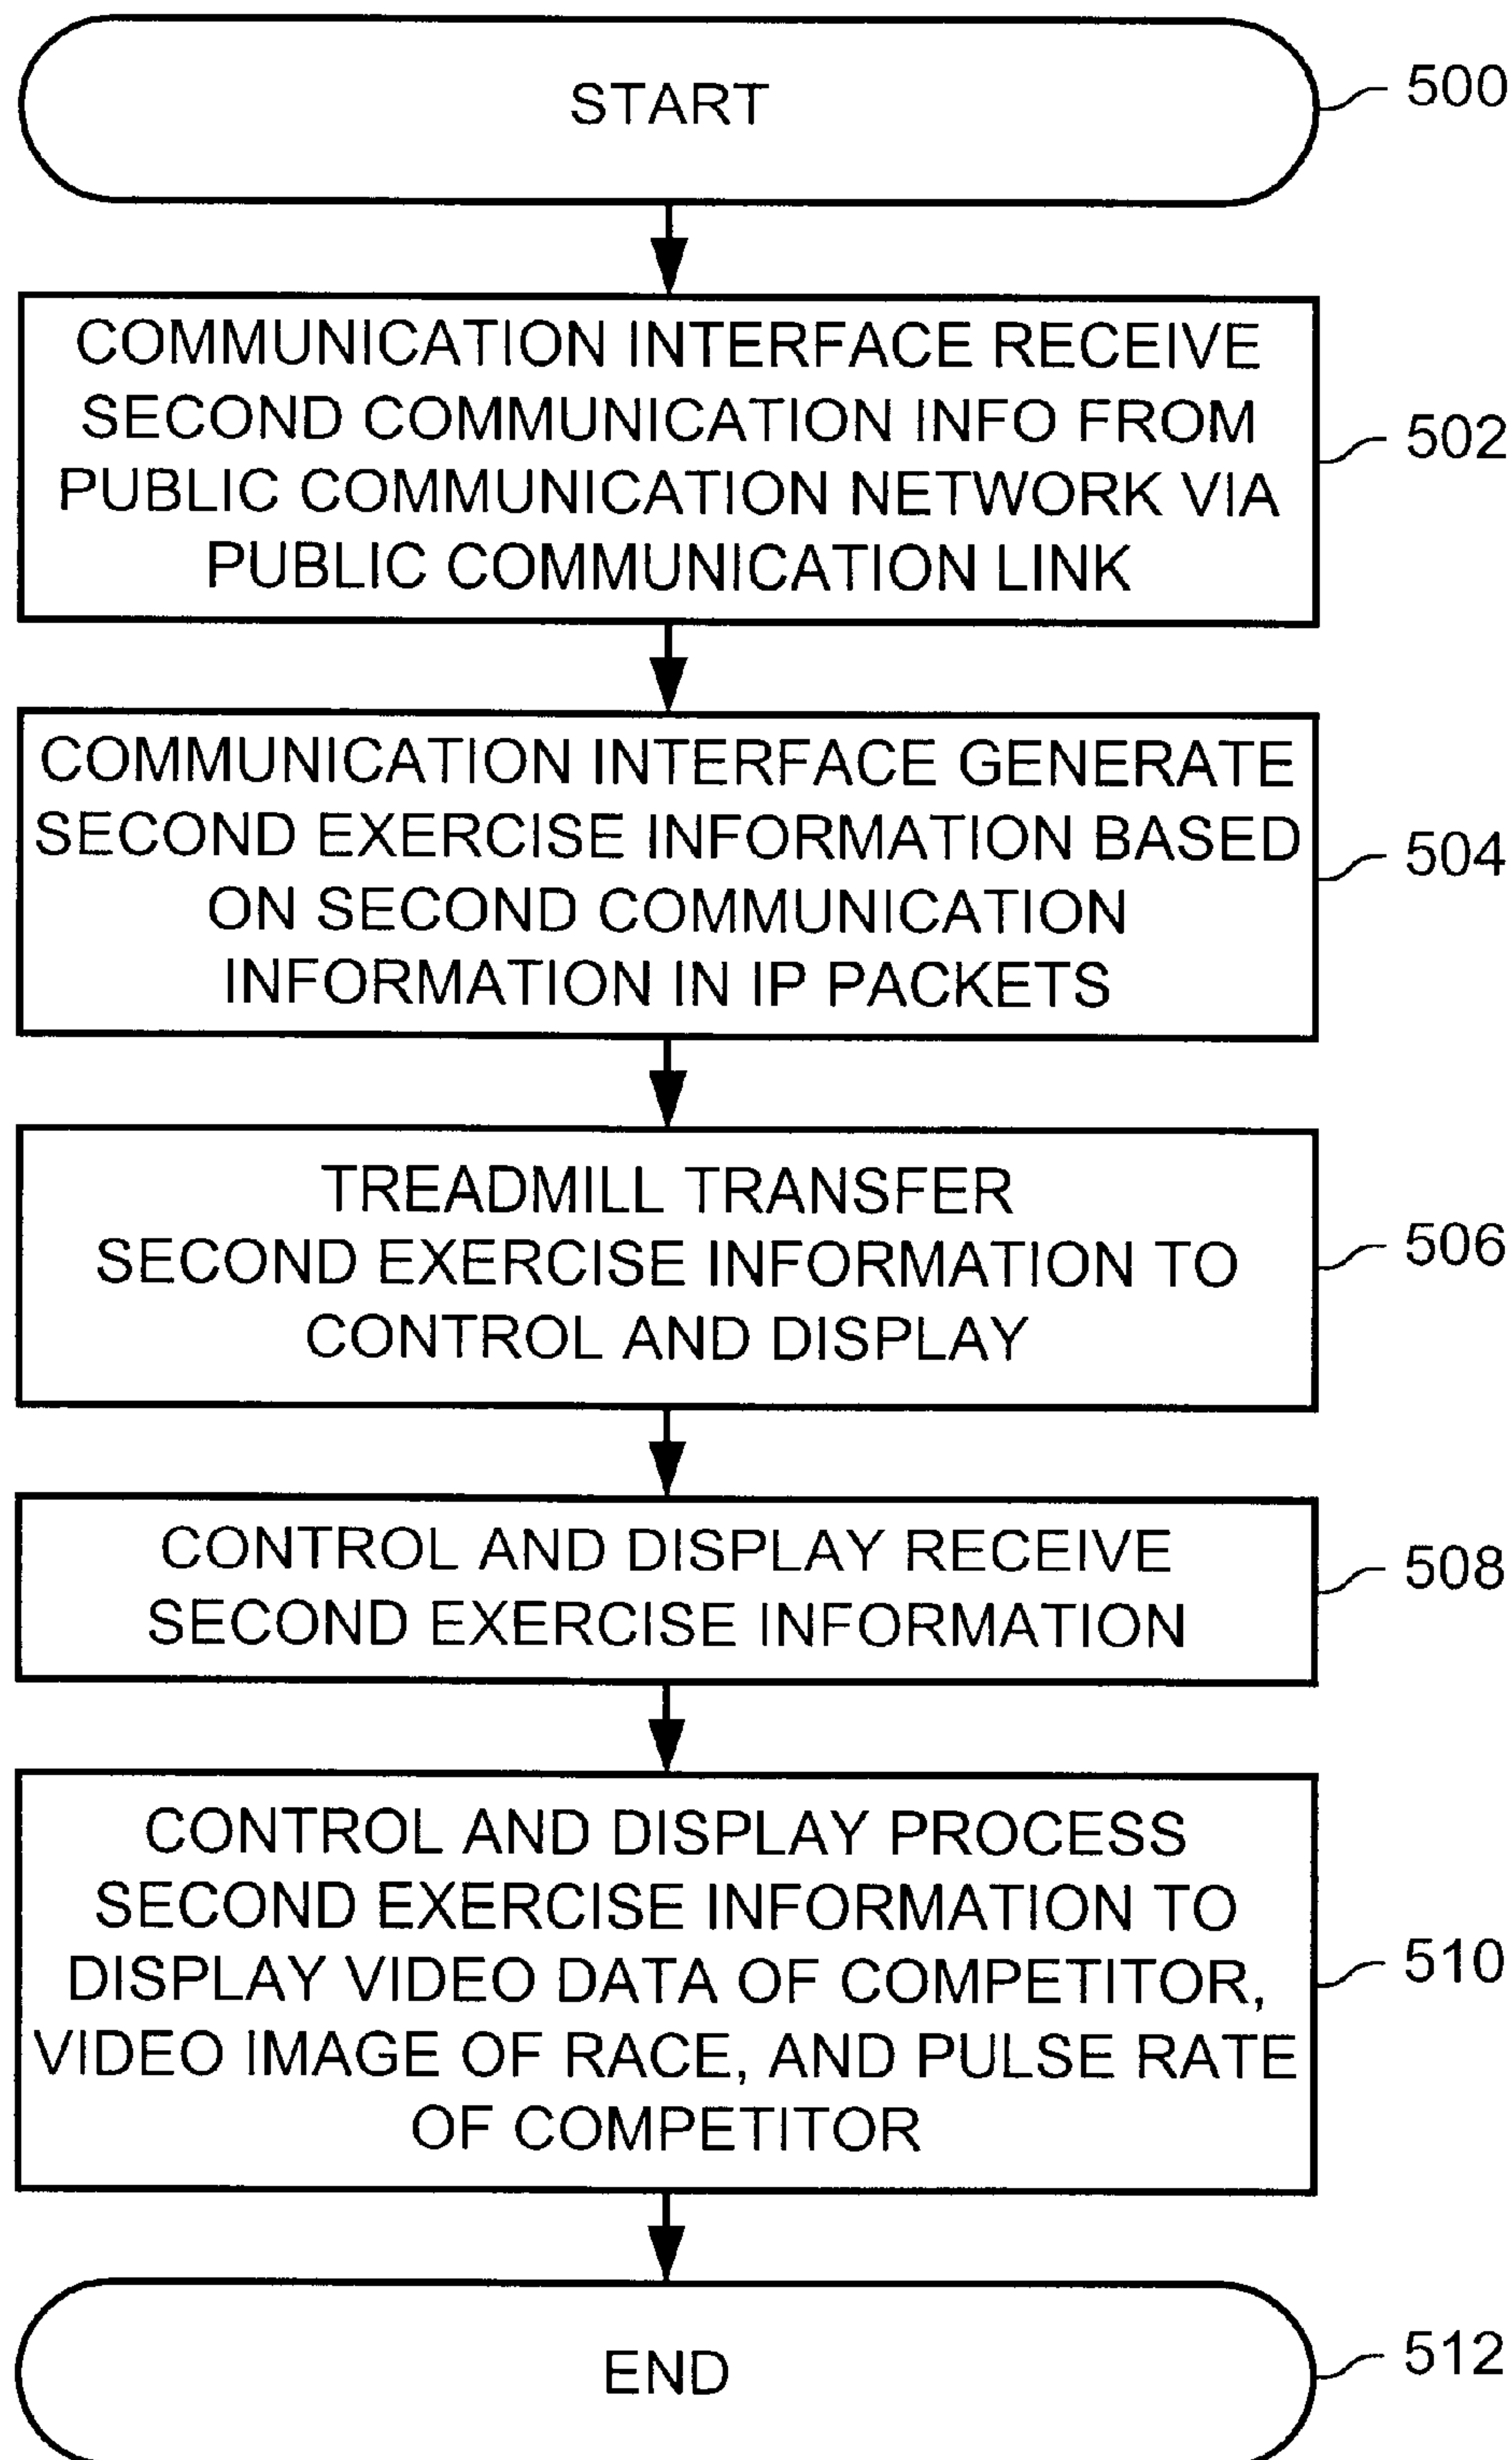 START
500
COMMUNICATION INTERFACE RECEIVE
SECOND COMMUNICATION INFO FROM
PUBLIC COMMUNICATION NETWORK VIA
PUBLIC COMMUNICATION LINK
502
COMMUNICATION INTERFACE GENERATE
SECOND EXERCISE INFORMATION BASED
ON SECOND COMMUNICATION
INFORMATION IN IP PACKETS
504
TREADMILL TRANSFER
SECOND EXERCISE INFORMATION TO
CONTROL AND DISPLAY
506
CONTROL AND DISPLAY RECEIVE
SECOND EXERCISE INFORMATION
508
CONTROL AND DISPLAY PROCESS
SECOND EXERCISE INFORMATION TO
DISPLAY VIDEO DATA OF COMPETITOR,
VIDEO IMAGE OF RACE, AND PULSE RATE
OF COMPETITOR
510
END
512